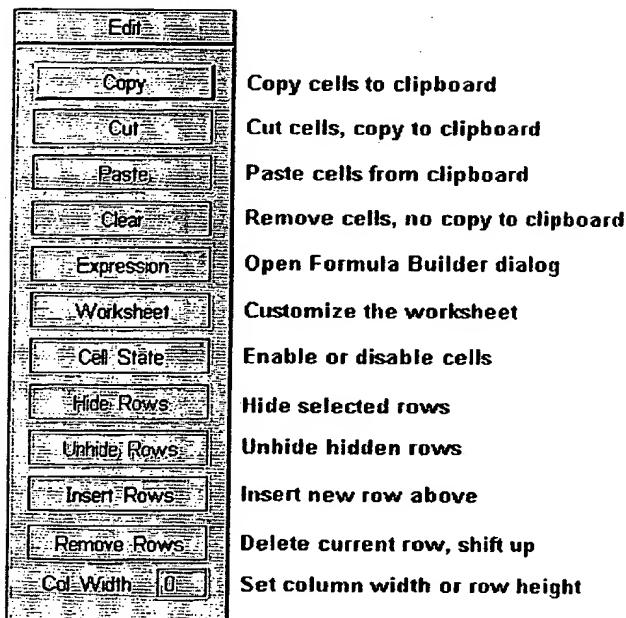 Edit
Copy Copy cells to clipboard
Cut Cut cells, copy to clipboard
Paste Paste cells from clipboard
Clear Remove cells, no copy to clipboard
Expression Open Formula Builder dialog
Worksheet Customize the worksheet
Cell State Enable or disable cells
Hide Rows Hide selected rows
Unhide Rows Unhide hidden rows
Insert Rows Insert new row above
Remove Rows Delete current row, shift up
Col Width 0 Set column width or row height